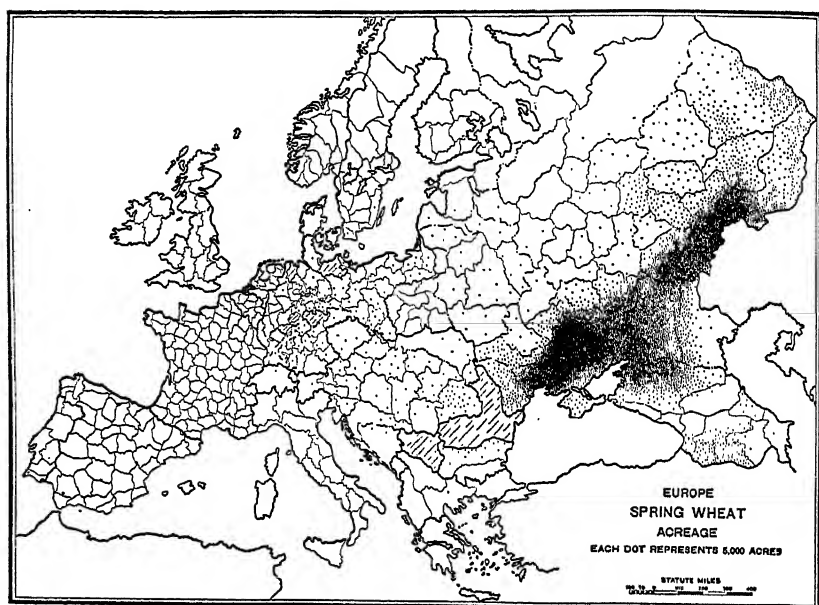 EUROPE
SPRING WHEAT
ACREAGE
EACH DOT REPRESENTS 5,000 ACRES
STATUTE MILES